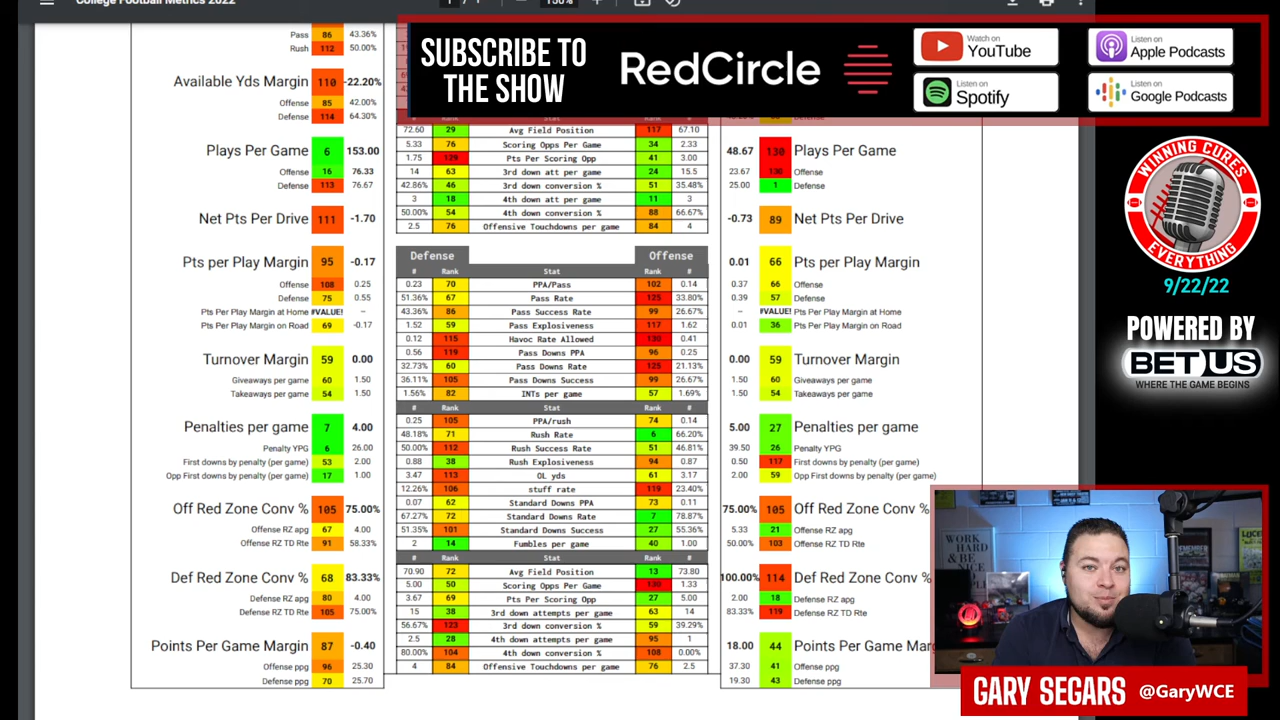 College Football Metrics 2022
1 / 1
150%
Pass 86 43.36%
Rush 112 50.00%
Available Yds Margin 110 -22.20%
Offense 85 42.00%
Defense 114 64.30%
Plays Per Game 6 153.00
Offense 16 76.33
Defense 113 76.67
Net Pts Per Drive 111 -1.70
Pts per Play Margin 95 -0.17
Offense 108 0.25
Defense 75 0.55
Pts Per Play Margin at Home #VALUE! --
Pts Per Play Margin on Road 69 -0.17
Turnover Margin 59 0.00
Giveaways per game 60 1.50
Takeaways per game 54 1.50
Penalties per game 7 4.00
Penalty YPG 6 26.00
First downs by penalty (per game) 53 2.00
Opp First downs by penalty (per game) 17 1.00
Off Red Zone Conv % 105 75.00%
Offense RZ apg 67 4.00
Offense RZ TD Rte 91 58.33%
Def Red Zone Conv % 68 83.33%
Defense RZ apg 80 4.00
Defense RZ TD Rte 105 75.00%
Points Per Game Margin 87 -0.40
Offense ppg 96 25.30
Defense ppg 70 25.70
72.60 29 Avg Field Position 117 67.10
5.33 76 Scoring Opps Per Game 34 2.33
1.75 129 Pts Per Scoring Opp 41 3.00
14 63 3rd down att per game 24 15.5
42.86% 46 3rd down conversion % 51 35.48%
3 18 4th down att per game 11 3
50.00% 54 4th down conversion % 88 66.67%
2.5 76 Offensive Touchdowns per game 84 4
Defense Offense
# Rank Stat Rank #
0.23 70 PPA/Pass 102 0.14
51.36% 67 Pass Rate 125 33.80%
43.36% 86 Pass Success Rate 99 26.67%
1.52 59 Pass Explosiveness 117 1.62
0.12 115 Havoc Rate Allowed 130 0.41
0.56 119 Pass Downs PPA 96 0.25
32.73% 60 Pass Downs Rate 125 21.13%
36.11% 105 Pass Downs Success 99 26.67%
1.56% 82 INTs per game 57 1.69%
# Rank Stat Rank #
0.25 105 PPA/rush 74 0.14
48.18% 71 Rush Rate 6 66.20%
50.00% 112 Rush Success Rate 51 46.81%
0.88 38 Rush Explosiveness 94 0.87
3.47 113 OL yds 61 3.17
12.26% 106 stuff rate 119 23.40%
0.07 62 Standard Downs PPA 73 0.11
67.27% 72 Standard Downs Rate 7 78.87%
51.35% 101 Standard Downs Success 27 55.36%
2 14 Fumbles per game 40 1.00
# Rank Stat Rank #
70.90 72 Avg Field Position 13 73.80
5.00 50 Scoring Opps Per Game 130 1.33
3.67 69 Pts Per Scoring Opp 27 5.00
15 38 3rd down attempts per game 63 14
56.67% 123 3rd down conversion % 59 39.29%
2.5 28 4th down attempts per game 95 1
80.00% 104 4th down conversion % 108 0.00%
4 84 Offensive Touchdowns per game 76 2.5
48.67 130 Plays Per Game
23.67 130 Offense
25.00 1 Defense
-0.73 89 Net Pts Per Drive
0.01 66 Pts per Play Margin
0.37 66 Offense
0.39 57 Defense
-- #VALUE! Pts Per Play Margin at Home
0.01 36 Pts Per Play Margin on Road
0.00 59 Turnover Margin
1.50 60 Giveaways per game
1.50 54 Takeaways per game
5.00 27 Penalties per game
39.50 26 Penalty YPG
0.50 117 First downs by penalty (per game)
2.00 59 Opp First downs by penalty (per game)
75.00% 105 Off Red Zone Conv %
5.33 21 Offense RZ apg
50.00% 103 Offense RZ TD Rte
100.00% 114 Def Red Zone Conv %
2.00 18 Defense RZ apg
83.33% 119 Defense RZ TD Rte
18.00 44 Points Per Game Mar
37.30 41 Offense ppg
19.30 43 Defense ppg
SUBSCRIBE TO
THE SHOW
RedCircle
Watch on
YouTube
Listen on
Spotify
Listen on
Apple Podcasts
Listen on
Google Podcasts
WINNING CURES
EVERYTHING
9/22/22
POWERED BY
BETUS
WHERE THE GAME BEGINS
WORK
HARD &
BE NICE
GARY SEGARS @GaryWCE